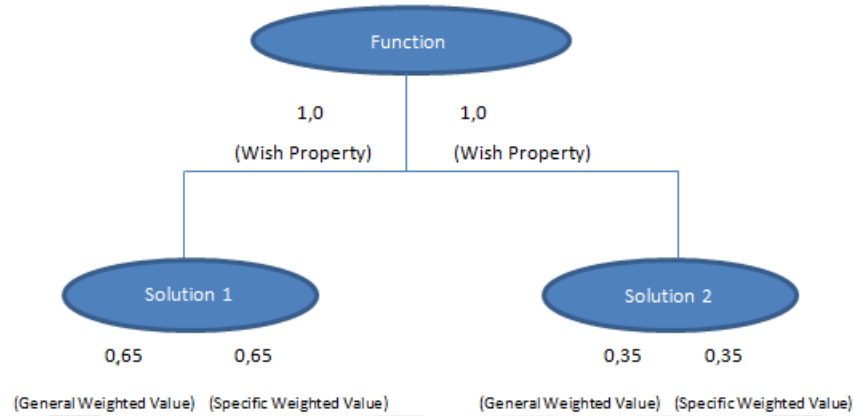 Function
1,0 1,0
(Wish Property) (Wish Property)
Solution 1 Solution 2
0,65 0,65 0,35 0,35
(General Weighted Value) (Specific Weighted Value) (General Weighted Value) (Specific Weighted Value)